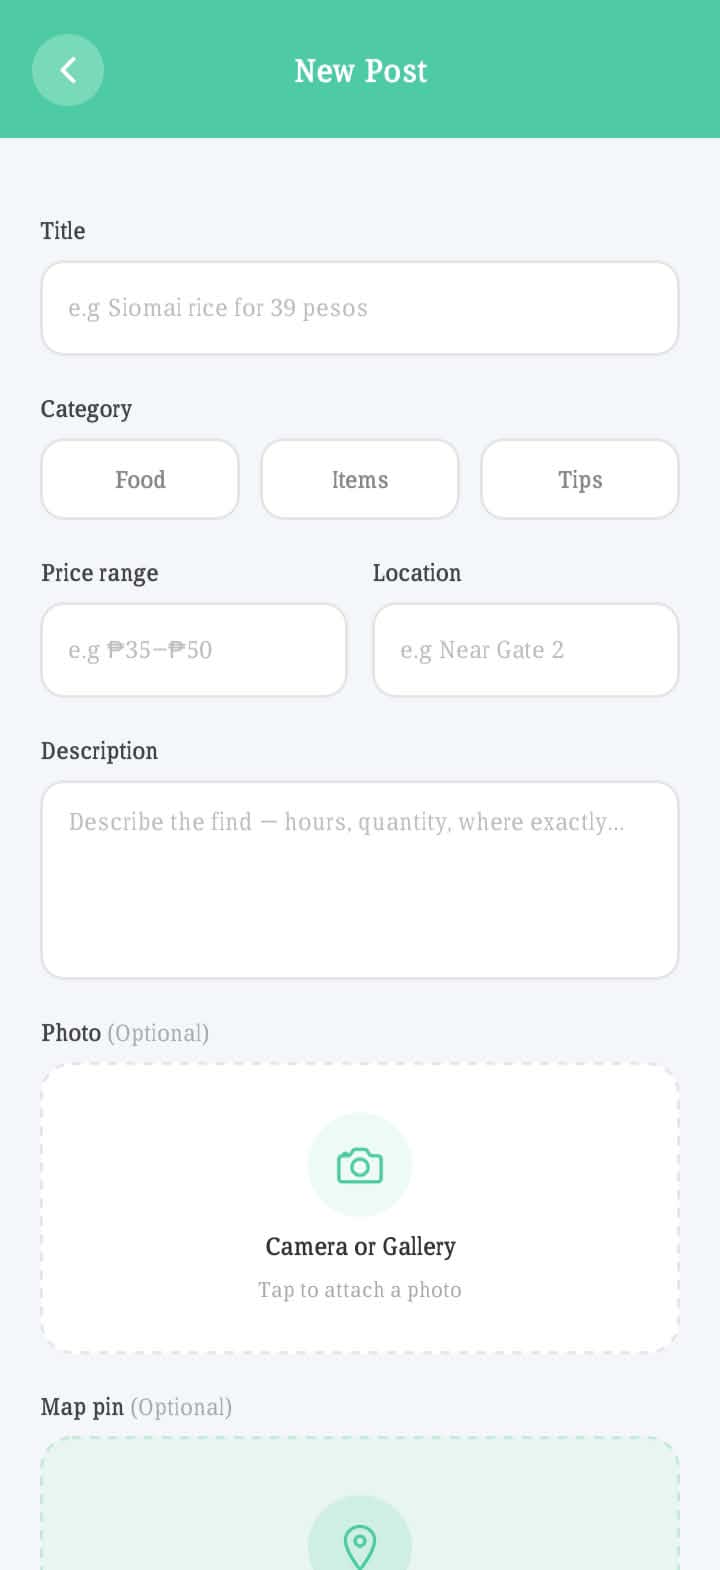 New Post
Title
e.g Siomai rice for 39 pesos
Category
Food Items Tips
Price range Location
e.g ₱35–₱50 e.g Near Gate 2
Description
Describe the find — hours, quantity, where exactly...
Photo (Optional)
Camera or Gallery
Tap to attach a photo
Map pin (Optional)